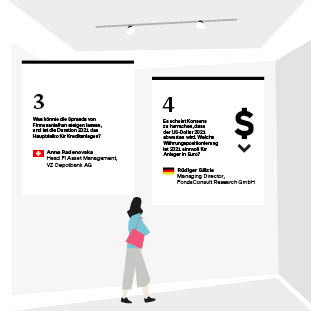 3
Was könnte die Spreads von
Firmenanleihen steigen lassen,
und ist die Duration 2021 das
Hauptrisiko für Kreditanleger?
Anna Radenovska
Head FI Asset Management,
VZ Depotbank AG
4
Es scheint Konsens
zu herrschen, dass
der US-Dollar 2021
abwerten wird. Welche
Währungspositionierung
ist 2021 sinnvoll für
Anleger in Euro?
$
Rüdiger Sälzle
Managing Director,
FondsConsult Research GmbH